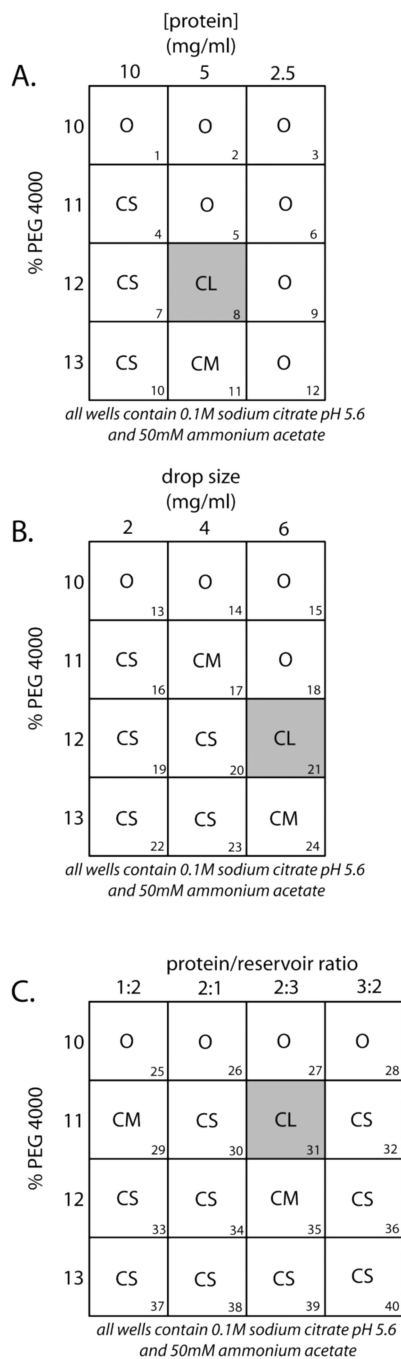 [protein]
(mg/ml)
A.
10 5 2.5
10 O 1 O 2 O 3
11 CS 4 O 5 O 6
12 CS 7 CL 8 O 9
13 CS 10 CM 11 O 12
% PEG 4000
all wells contain 0.1M sodium citrate pH 5.6
and 50mM ammonium acetate
drop size
(mg/ml)
B.
2 4 6
10 O 13 O 14 O 15
11 CS 16 CM 17 O 18
12 CS 19 CS 20 CL 21
13 CS 22 CS 23 CM 24
% PEG 4000
all wells contain 0.1M sodium citrate pH 5.6
and 50mM ammonium acetate
protein/reservoir ratio
C.
1:2 2:1 2:3 3:2
10 O 25 O 26 O 27 O 28
11 CM 29 CS 30 CL 31 CS 32
12 CS 33 CS 34 CM 35 CS 36
13 CS 37 CS 38 CS 39 CS 40
% PEG 4000
all wells contain 0.1M sodium citrate pH 5.6
and 50mM ammonium acetate